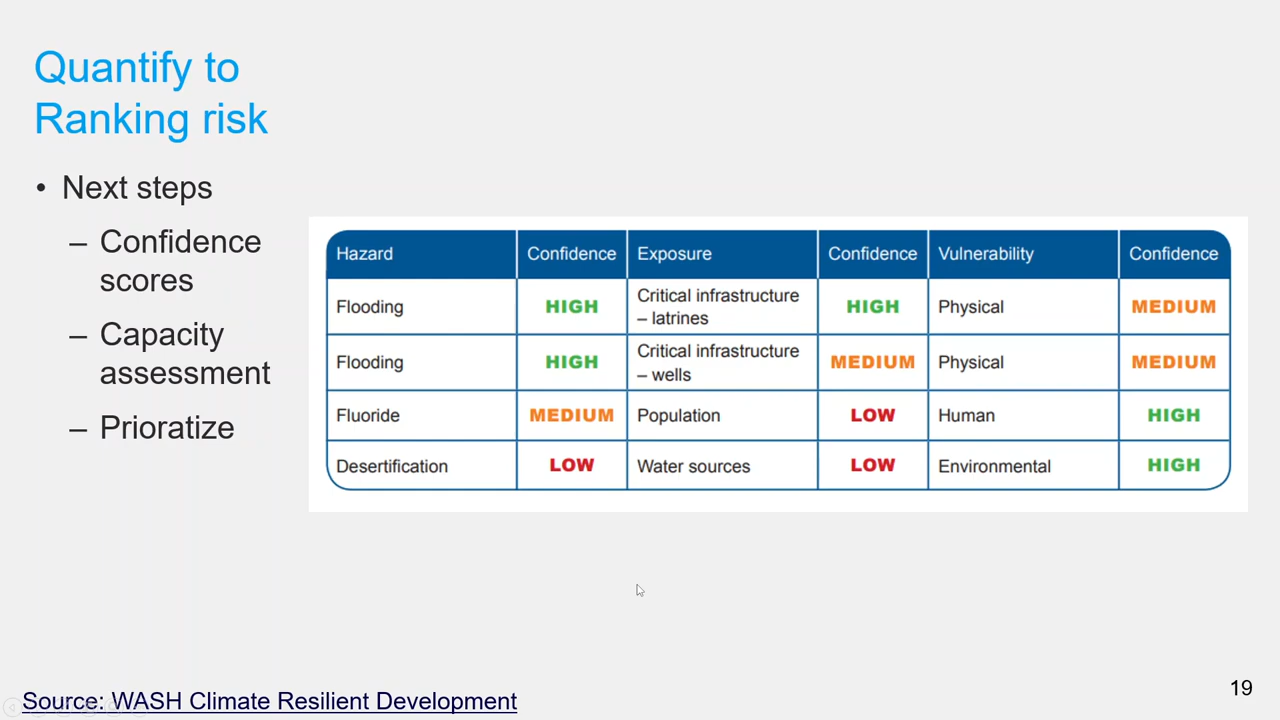 Quantify to
Ranking risk
• Next steps
– Confidence
scores
– Capacity
assessment
– Prioratize
Hazard Confidence Exposure Confidence Vulnerability Confidence
Flooding HIGH Critical infrastructure – latrines HIGH Physical MEDIUM
Flooding HIGH Critical infrastructure – wells MEDIUM Physical MEDIUM
Fluoride MEDIUM Population LOW Human HIGH
Desertification LOW Water sources LOW Environmental HIGH
Source: WASH Climate Resilient Development
19